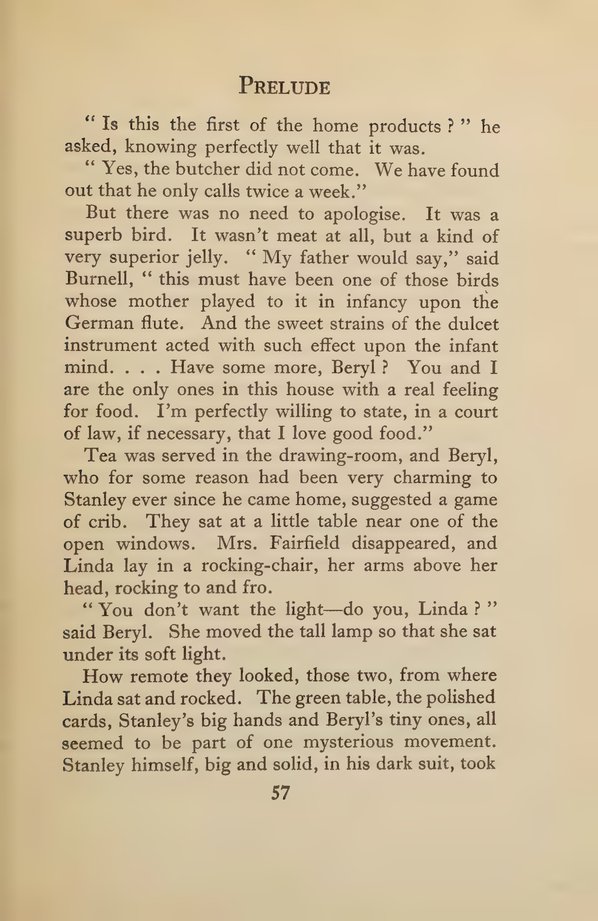 PRELUDE
“ Is this the first of the home products ? ” he
asked, knowing perfectly well that it was.
“ Yes, the butcher did not come. We have found
out that he only calls twice a week.”
But there was no need to apologise. It was a
superb bird. It wasn’t meat at all, but a kind of
very superior jelly. “ My father would say,” said
Burnell, “ this must have been one of those birds
whose mother played to it in infancy upon the
German flute. And the sweet strains of the dulcet
instrument acted with such effect upon the infant
mind. . . . Have some more, Beryl ? You and I
are the only ones in this house with a real feeling
for food. I’m perfectly willing to state, in a court
of law, if necessary, that I love good food.”
Tea was served in the drawing-room, and Beryl,
who for some reason had been very charming to
Stanley ever since he came home, suggested a game
of crib. They sat at a little table near one of the
open windows. Mrs. Fairfield disappeared, and
Linda lay in a rocking-chair, her arms above her
head, rocking to and fro.
“ You don’t want the light—do you, Linda ? ”
said Beryl. She moved the tall lamp so that she sat
under its soft light.
How remote they looked, those two, from where
Linda sat and rocked. The green table, the polished
cards, Stanley’s big hands and Beryl’s tiny ones, all
seemed to be part of one mysterious movement.
Stanley himself, big and solid, in his dark suit, took
57